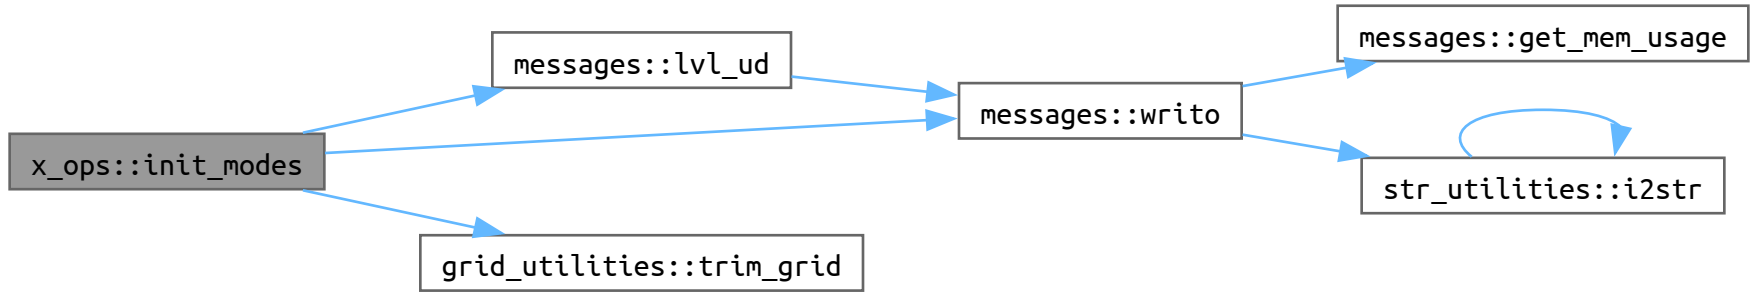 x_ops::init_modes
messages::lvl_ud
grid_utilities::trim_grid
messages::writo
messages::get_mem_usage
str_utilities::i2str